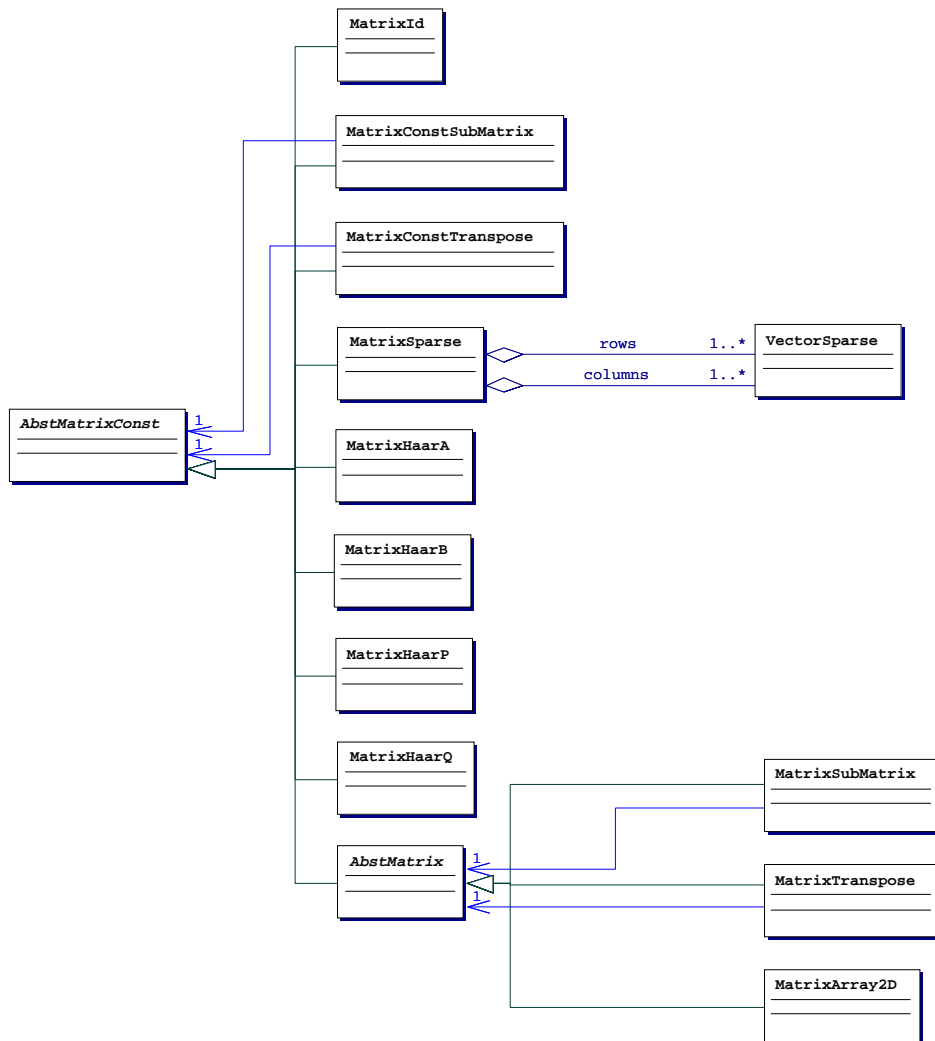 MatrixId
MatrixConstSubMatrix
MatrixConstTranspose
MatrixSparse
rows
1..*
VectorSparse
columns
1..*
AbstMatrixConst
1
1
MatrixHaarA
MatrixHaarB
MatrixHaarP
MatrixHaarQ
MatrixSubMatrix
AbstMatrix
1
1
MatrixTranspose
MatrixArray2D